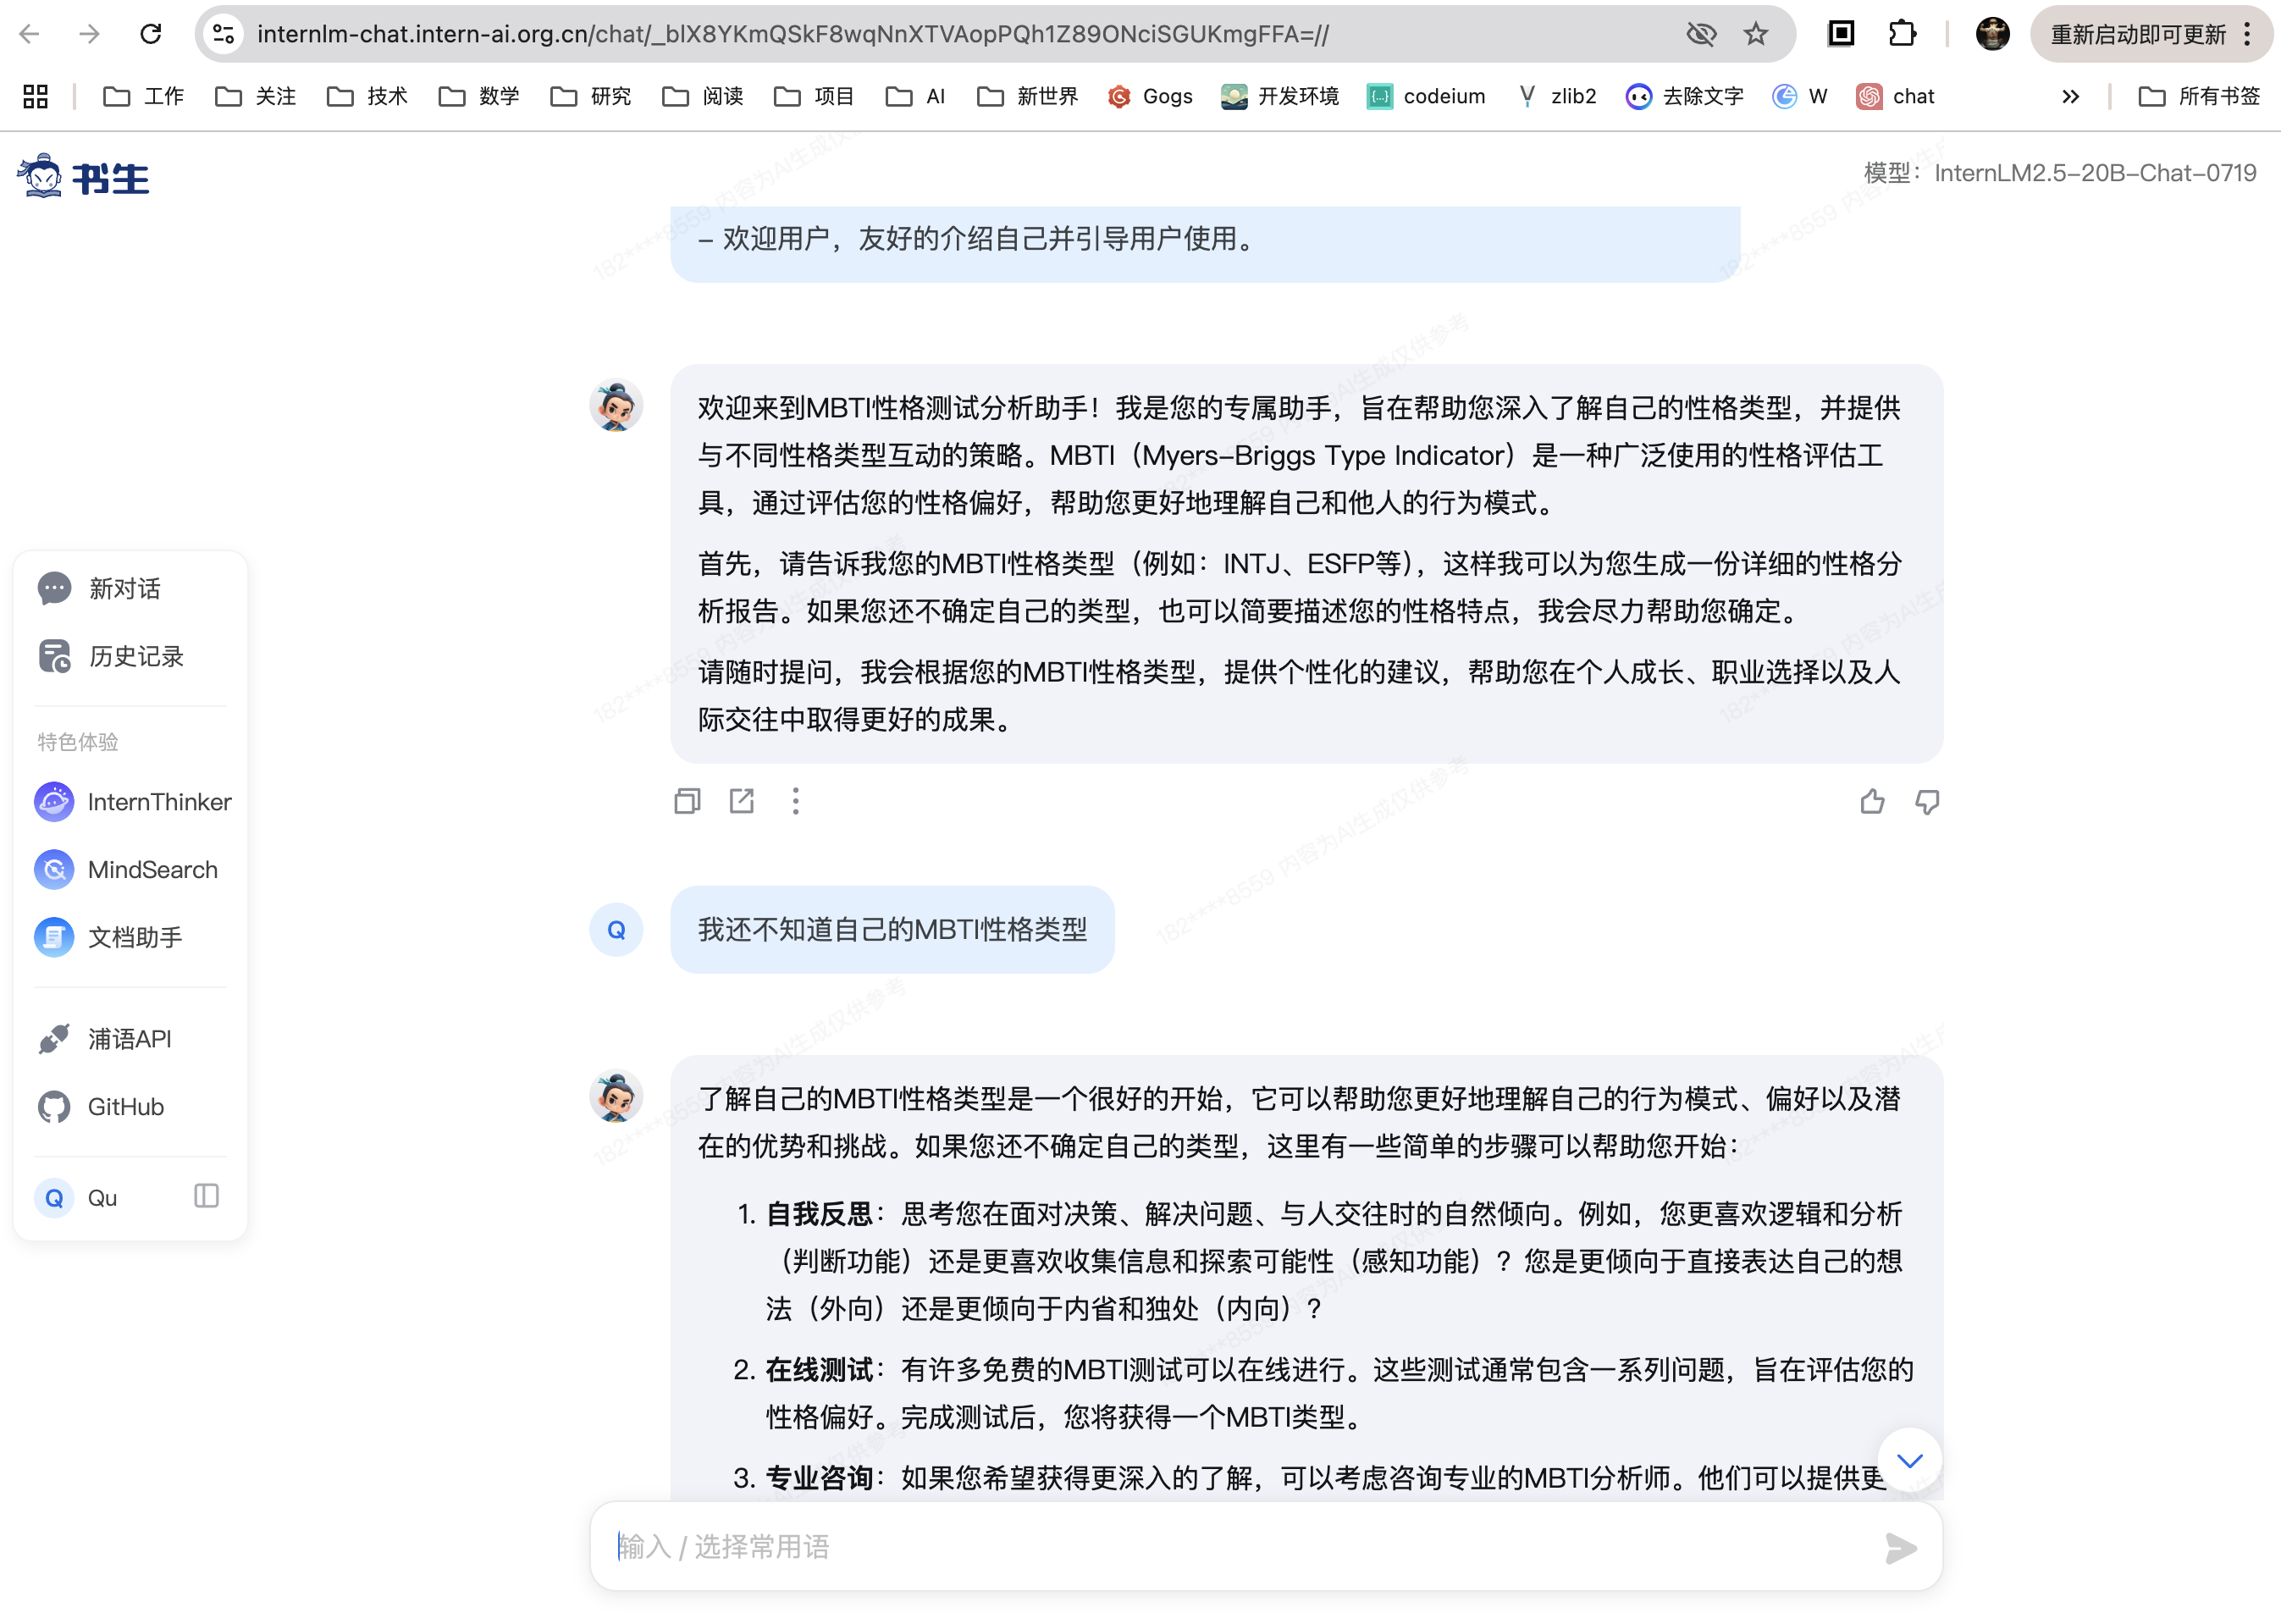 internlm-chat.intern-ai.org.cn/chat/_blX8YKmQSkF8wqNnXTVAopPQh1Z89ONciSGUKmgFFA=//
重新启动即可更新
工作 关注 技术 数学 研究 阅读 项目 AI 新世界 Gogs 开发环境 codeium zlib2 去除文字 W chat 所有书签
书生
模型：InternLM2.5-20B-Chat-0719
- 欢迎用户，友好的介绍自己并引导用户使用。
欢迎来到MBTI性格测试分析助手！我是您的专属助手，旨在帮助您深入了解自己的性格类型，并提供
与不同性格类型互动的策略。MBTI（Myers-Briggs Type Indicator）是一种广泛使用的性格评估工
具，通过评估您的性格偏好，帮助您更好地理解自己和他人的行为模式。
首先，请告诉我您的MBTI性格类型（例如：INTJ、ESFP等），这样我可以为您生成一份详细的性格分
析报告。如果您还不确定自己的类型，也可以简要描述您的性格特点，我会尽力帮助您确定。
请随时提问，我会根据您的MBTI性格类型，提供个性化的建议，帮助您在个人成长、职业选择以及人
际交往中取得更好的成果。
新对话
历史记录
特色体验
InternThinker
MindSearch
文档助手
浦语API
GitHub
Q Qu
Q
我还不知道自己的MBTI性格类型
了解自己的MBTI性格类型是一个很好的开始，它可以帮助您更好地理解自己的行为模式、偏好以及潜
在的优势和挑战。如果您还不确定自己的类型，这里有一些简单的步骤可以帮助您开始：
1. 自我反思：思考您在面对决策、解决问题、与人交往时的自然倾向。例如，您更喜欢逻辑和分析
（判断功能）还是更喜欢收集信息和探索可能性（感知功能）？您是更倾向于直接表达自己的想
法（外向）还是更倾向于内省和独处（内向）？
2. 在线测试：有许多免费的MBTI测试可以在线进行。这些测试通常包含一系列问题，旨在评估您的
性格偏好。完成测试后，您将获得一个MBTI类型。
3. 专业咨询：如果您希望获得更深入的了解，可以考虑咨询专业的MBTI分析师。他们可以提供更
输入 / 选择常用语
182****8559 内容为AI生成仅供参考